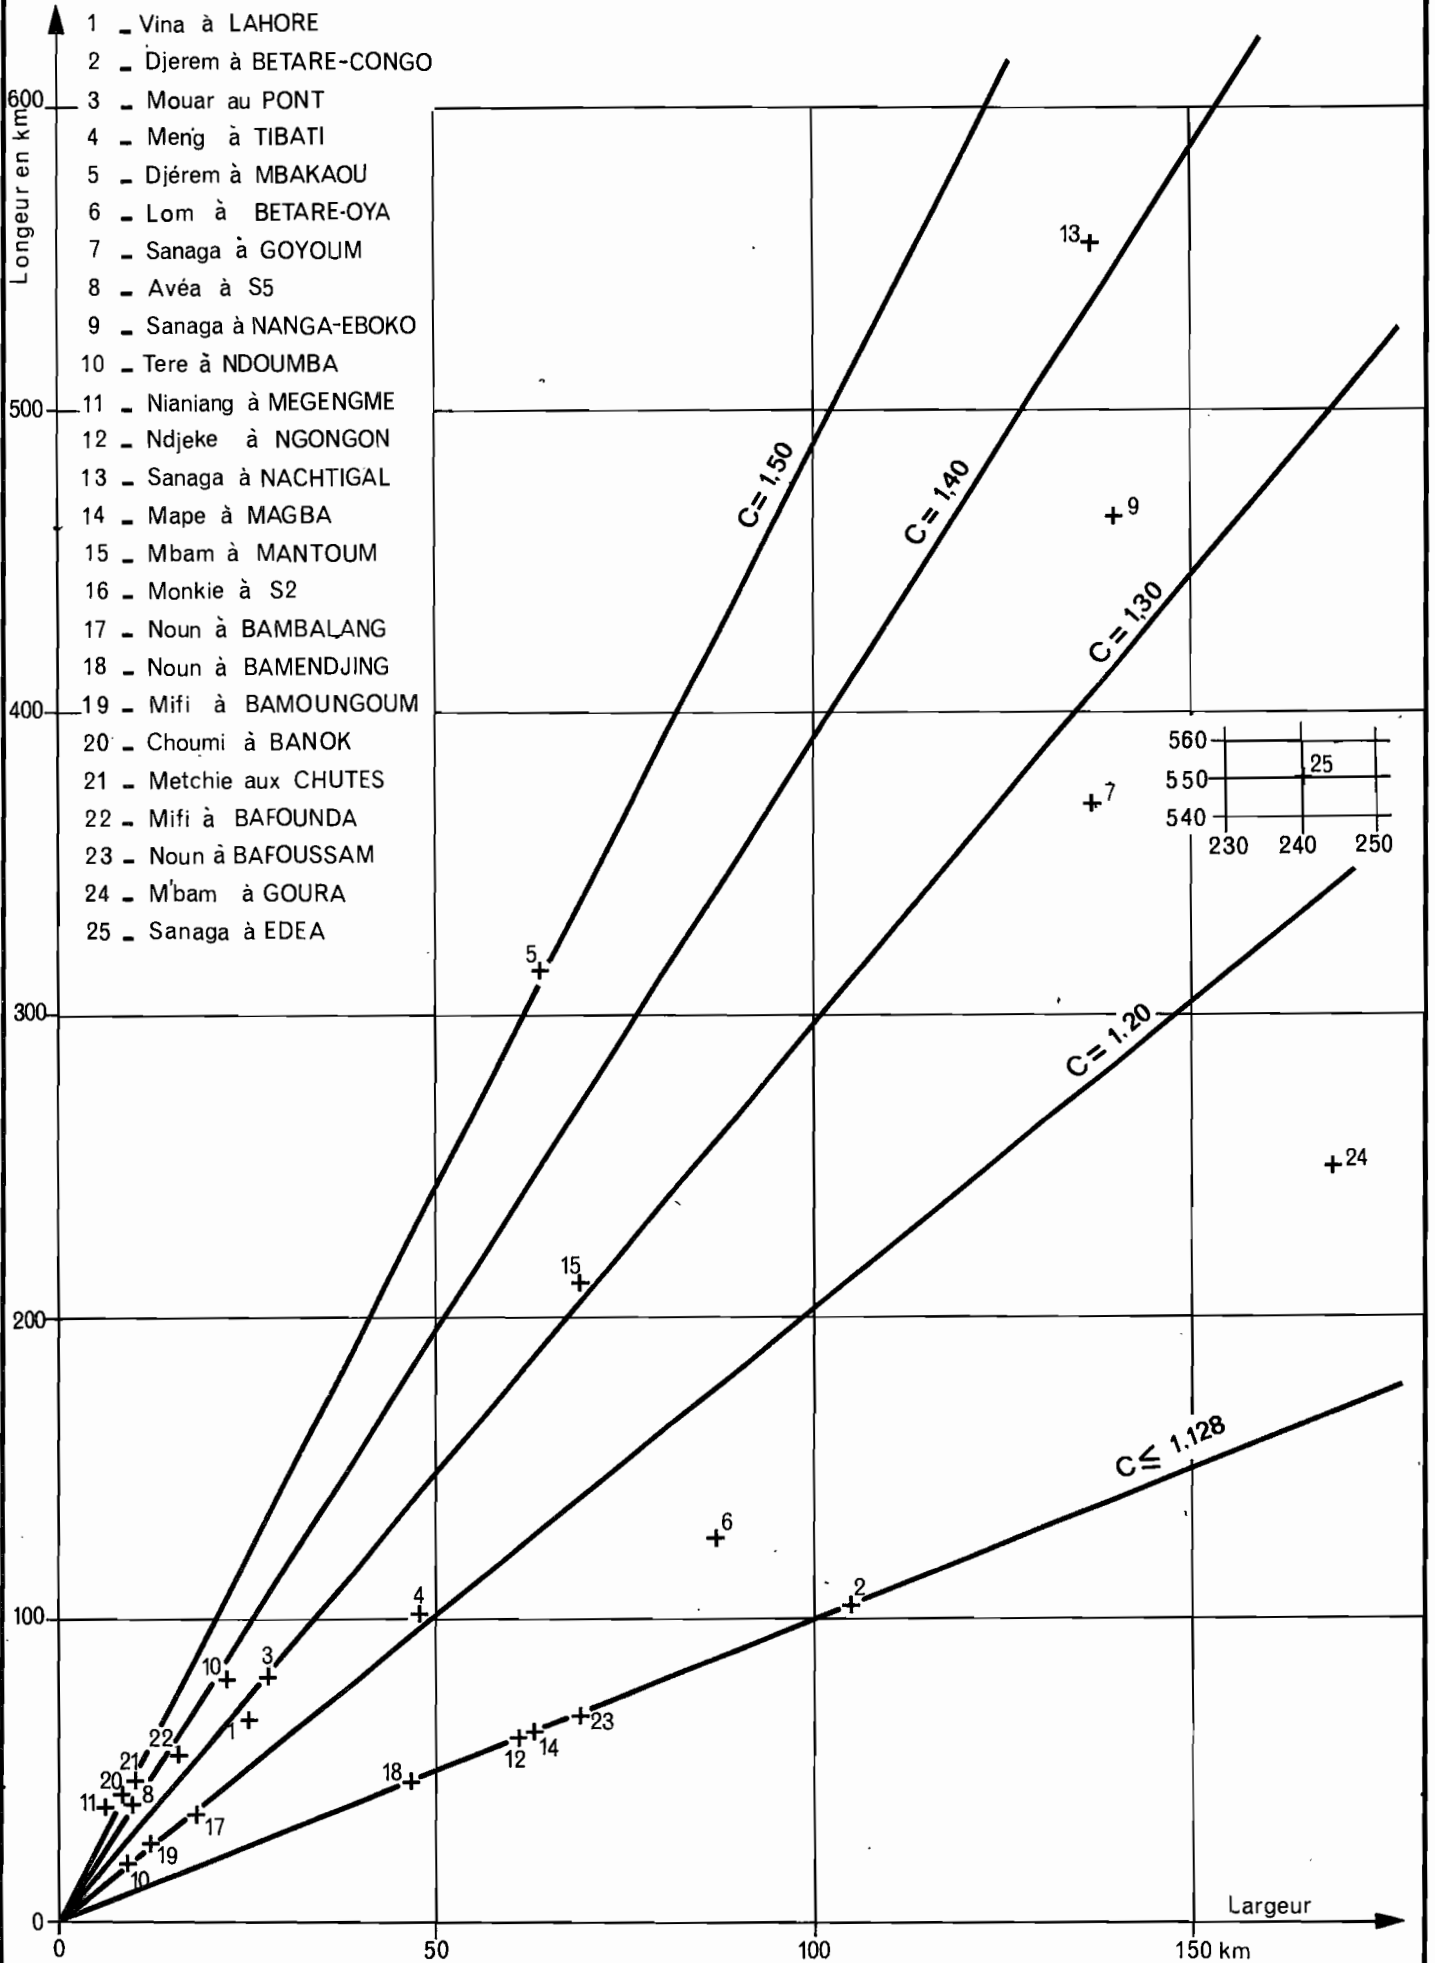 1 - Vina à LAHORE
2 - Djerem à BETARE-CONGO
3 - Mouar au PONT
4 - Meng à TIBATI
5 - Djérem à MBAKAOU
6 - Lom à BETARE-OYA
7 - Sanaga à GOYOUM
8 - Avéa à S5
9 - Sanaga à NANGA-EBOKO
10 - Tere à NDOUMBA
11 - Nianiang à MEGENGME
12 - Ndjeke à NGONGON
13 - Sanaga à NACHTIGAL
14 - Mape à MAGBA
15 - Mbam à MANTOUM
16 - Monkie à S2
17 - Noun à BAMBALANG
18 - Noun à BAMENDJING
19 - Mifi à BAMOUNGOUM
20 - Choumi à BANOK
21 - Metchie aux CHUTES
22 - Mifi à BAFOUNDA
23 - Noun à BAFOUSSAM
24 - M'bam à GOURA
25 - Sanaga à EDEA
Longeur en km
600
500
400
300
200
100
0
C= 1,50
C= 1,40
C= 1,30
C= 1.20
C≤ 1.128
13
9
7
560
550
540
25
230 240 250
5
24
15
6
4
2
10
3
1
22
21
20
11
8
23
14
12
18
17
19
10
Largeur
0 50 100 150 km